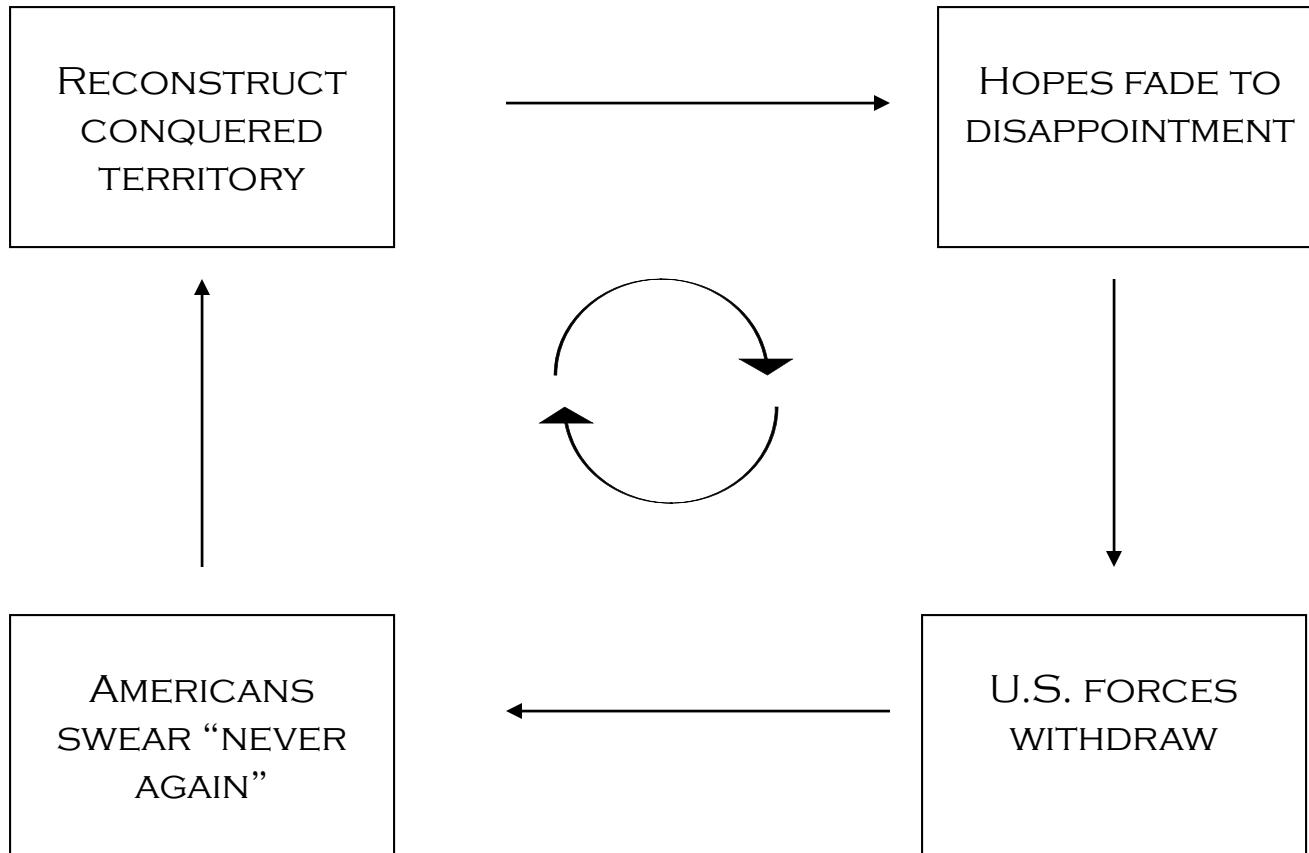 Reconstruct
conquered
territory
Hopes fade to
disappointment
Americans
swear “never
again”
U.S. forces
withdraw